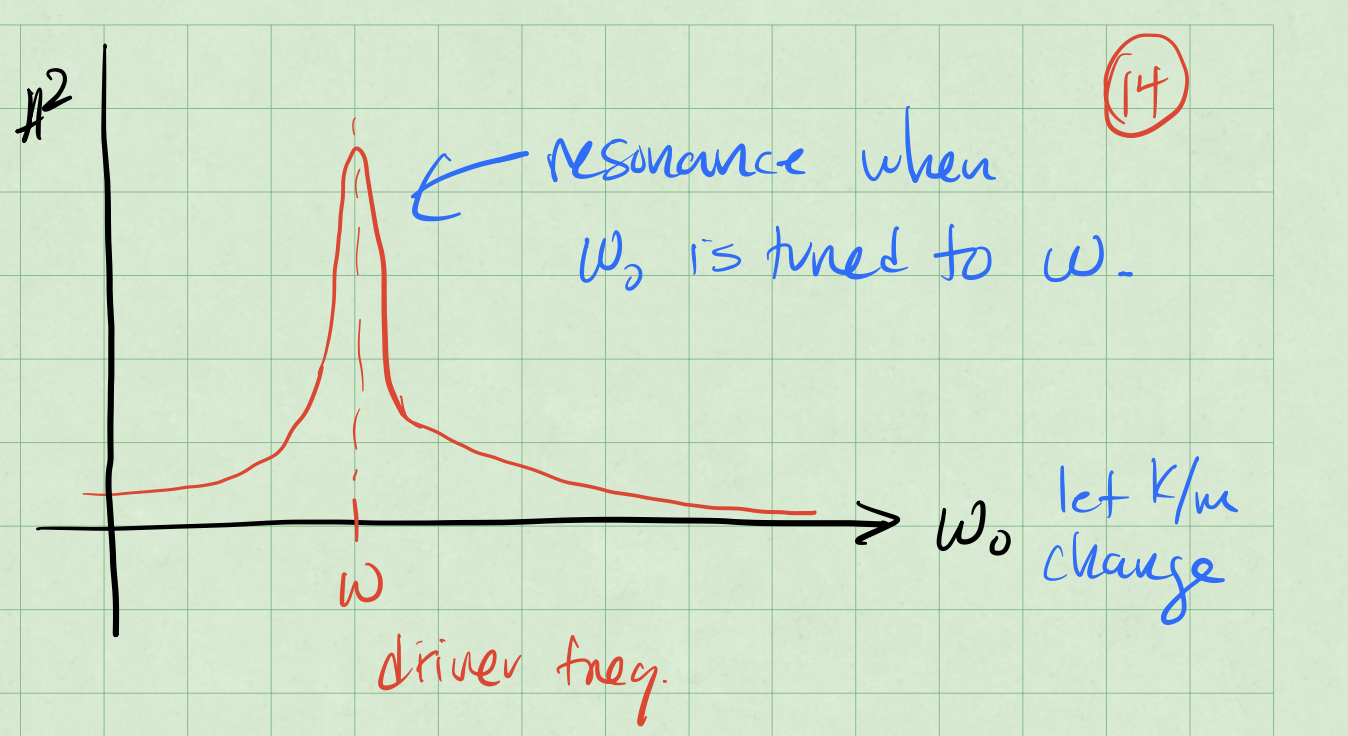 14
A²
resonance when
ω₀ is tuned to ω.
ω₀
let k/m
change
ω
driver freq.